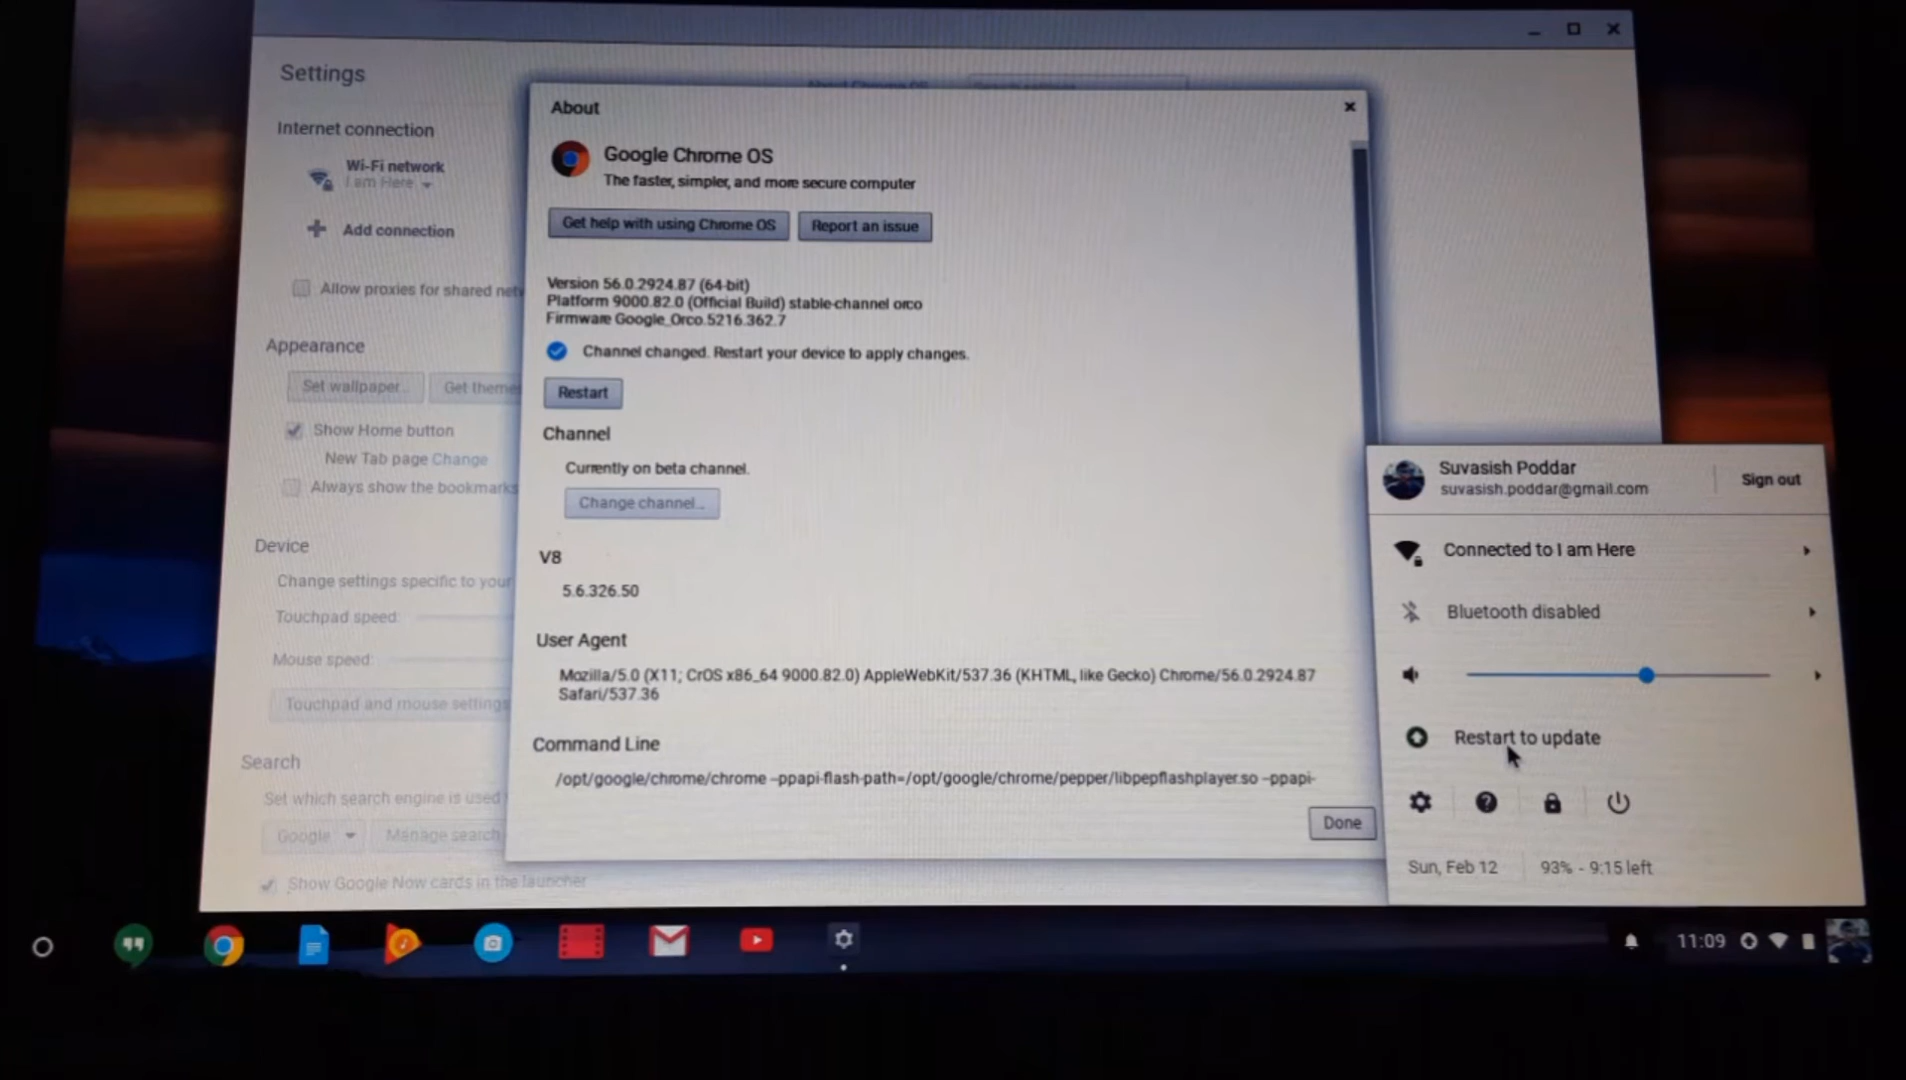 Settings
Internet connection
Wi-Fi network
I am Here
Add connection
Allow proxies for shared netw
Appearance
Set wallpaper...
Get themes
Show Home button
New Tab page Change
Always show the bookmarks
Device
Change settings specific to your
Touchpad speed:
Mouse speed:
Touchpad and mouse settings
Search
Set which search engine is used
Google
Manage search
Show Google Now cards in the launcher
About Chrome OS
About
Google Chrome OS
The faster, simpler, and more secure computer
Get help with using Chrome OS
Report an issue
Version 56.0.2924.87 (64-bit)
Platform 9000.82.0 (Official Build) stable-channel orco
Firmware Google_Orco.5216.362.7
Channel changed. Restart your device to apply changes.
Restart
Channel
Currently on beta channel.
Change channel...
V8
5.6.326.50
User Agent
Mozilla/5.0 (X11; CrOS x86_64 9000.82.0) AppleWebKit/537.36 (KHTML, like Gecko) Chrome/56.0.2924.87
Safari/537.36
Command Line
/opt/google/chrome/chrome --ppapi-flash-path=/opt/google/chrome/pepper/libpepflashplayer.so --ppapi-
Done
Suvasish Poddar
suvasish.poddar@gmail.com
Sign out
Connected to I am Here
Bluetooth disabled
Restart to update
Sun, Feb 12
93% - 9:15 left
11:09